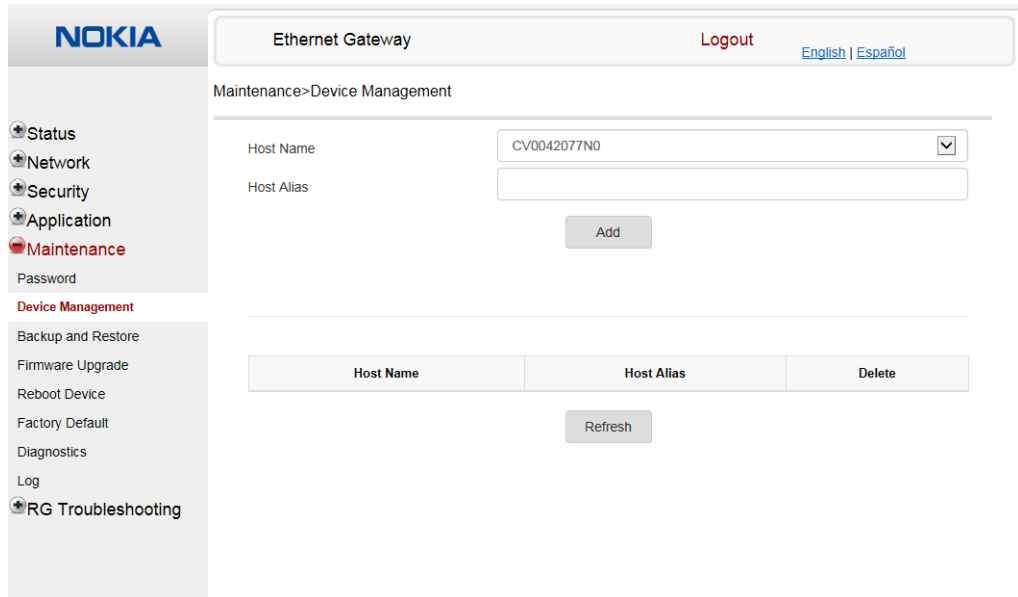 NOKIA
Ethernet Gateway
Logout
English | Español
Maintenance>Device Management
Status
Network
Security
Application
Maintenance
Password
Device Management
Backup and Restore
Firmware Upgrade
Reboot Device
Factory Default
Diagnostics
Log
RG Troubleshooting
Host Name CV0042077N0
Host Alias
Add
Host Name Host Alias Delete
Refresh